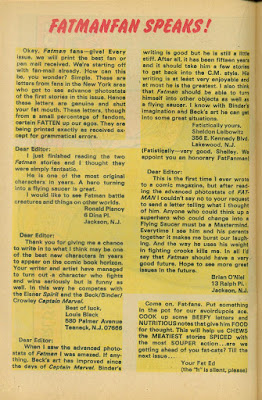 FATMANFAN SPEAKS!
Okay, Fatman fans—give! Every
issue, we will print the best fan or
pen mail received. We're starting off
with fan-mail already. How can this
be, you wonder? Simple. These are
letters from fans in the New York area
who got to see advance photostats
of the first stories in this issue. Hence
these letters are genuine and shut
your fat mouth. These letters, though
from a small percentage of fandom,
certain FATTEN up our egos. They are
being printed exactly as received ex-
cept for grammatical errors.
Dear Editor:
I just finished reading the two
Fatman stories and I thought they
were simply fantastic.
He is one of the most original
characters in years. A hero turning
into a flying saucer is great.
I would like to see Fatman battle
creatures and things on other worlds.
Ronald Plansy
6 Dina Pl.
Jackson, N.J.
Dear Editor:
Thank you for giving me a chance
to write in to what I think may be one
of the best new characters in years
to appear on the comic book horizon.
Your writer and artist have managed
to turn out a character who fights
and wins seriously but is funny as
well. In this way he competes with
the Eisner Spirit and the Beck/Binder/
Crowley Captain Marvel.
Best of luck,
Louis Black
580 Palmer Avenue
Teaneck, N.J. 07666
Dear Editor:
When I saw the advanced photo-
stats of Fatman I was amazed. If any-
thing, Beck's art has improved since
the days of Captain Marvel. Binder's
writing is good but he is still a little
stiff. After all, it has been fifteen years
and it should take him a few stories
to get back into the C.M. style. His
writing is at least very enjoyable and
at most he is the greatest. I also think
that Fatman should be able to turn
himself into other objects as well as
a flying saucer. I know with Binder's
imagination and Beck's art he can get
into some great situations.
Fatistically yours,
Sheldon Leibowitz
356 E. Kennedy Blvd.
Lakewood, N.J.
(Fatistically—very good, Shelley. We
appoint you an honorary FatFanman!)
Dear Editor:
This is the first time I ever wrote
to a comic magazine, but after read-
ing the advanced photostats of FAT-
MAN I couldn't say no to your request
to send a letter telling what I thought
of him. Anyone who could think up a
superhero who could change into a
Flying Saucer must be a Mastermind.
Everytime I see him and his parents
together it makes me burst out laugh-
ing. And the way he uses his weight
in fighting crooks kills me. In all I'd
say that Fatman should have a very
good future. Hope to see more great
issues in the future.
Brian O'Niel
13 Ralph Pl.
Jackson, N.J.
Come on, Fat-fans. Put something
in the pot for our swordspols ace.
COOK up some BEEFY letters and
NUTRITIOUS notes that give him FOOD
for thought. This will help us CHEWS
the MEATIEST stories SPICED with
the most SOUPER action...are we
getting ahead of you fat-cats? Till the
next issue...
Your Fat Ed
(the "h" is silent, please)